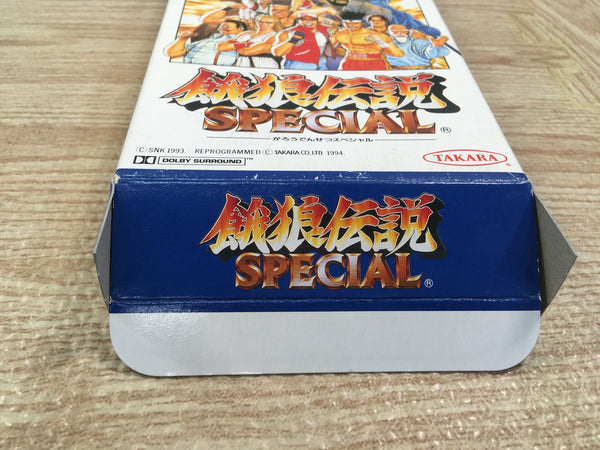 餓狼伝説
SPECIAL®
がろうでんせつスペシャル
©SNK 1993. REPROGRAMMED ©TAKARA CO.,LTD 1994.
DOLBY SURROUND™
TAKARA®
餓狼伝説
SPECIAL®